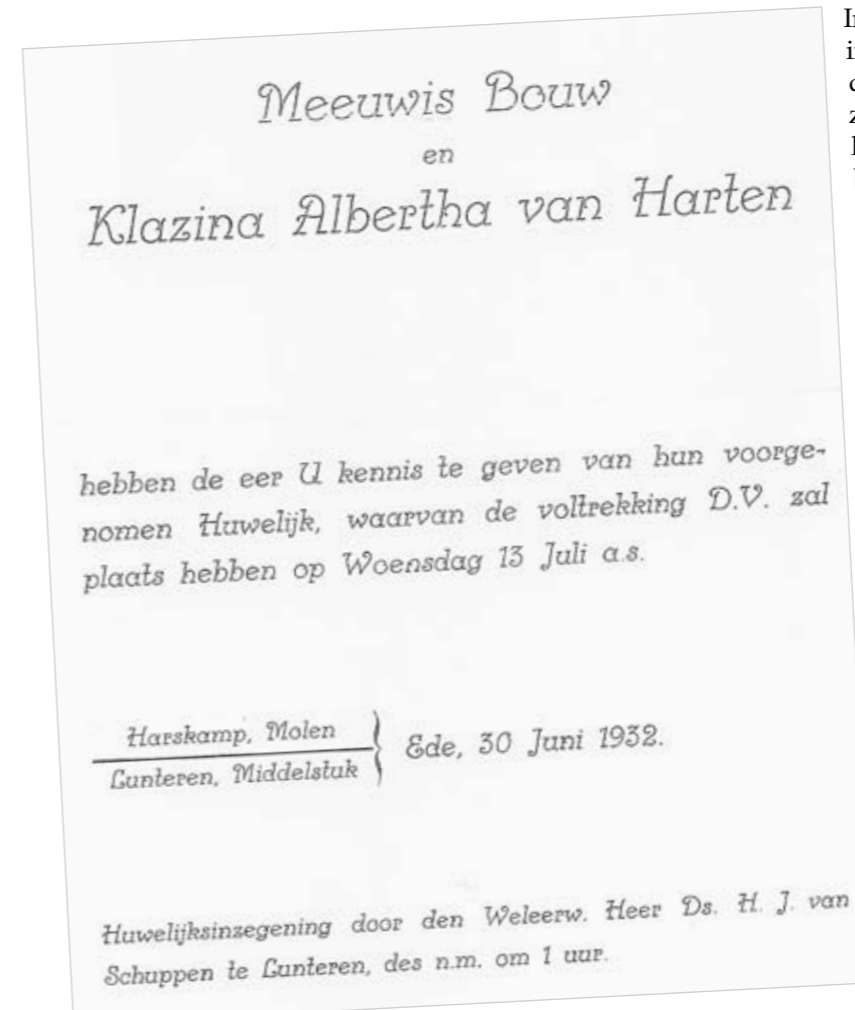 Meeuwis Bouw
en
Klazina Albertha van Harten
hebben de eer U kennis te geven van hun voorge-
nomen Huwelijk, waarvan de voltrekking D.V. zal
plaats hebben op Woensdag 13 Juli a.s.
Harskamp, Molen
Lunteren, Middelstuk
Ede, 30 Juni 1932.
Huwelijksinzegening door den Weleerw. Heer Ds. H. J. van
Schuppen te Lunteren, des n.m. om 1 uur.